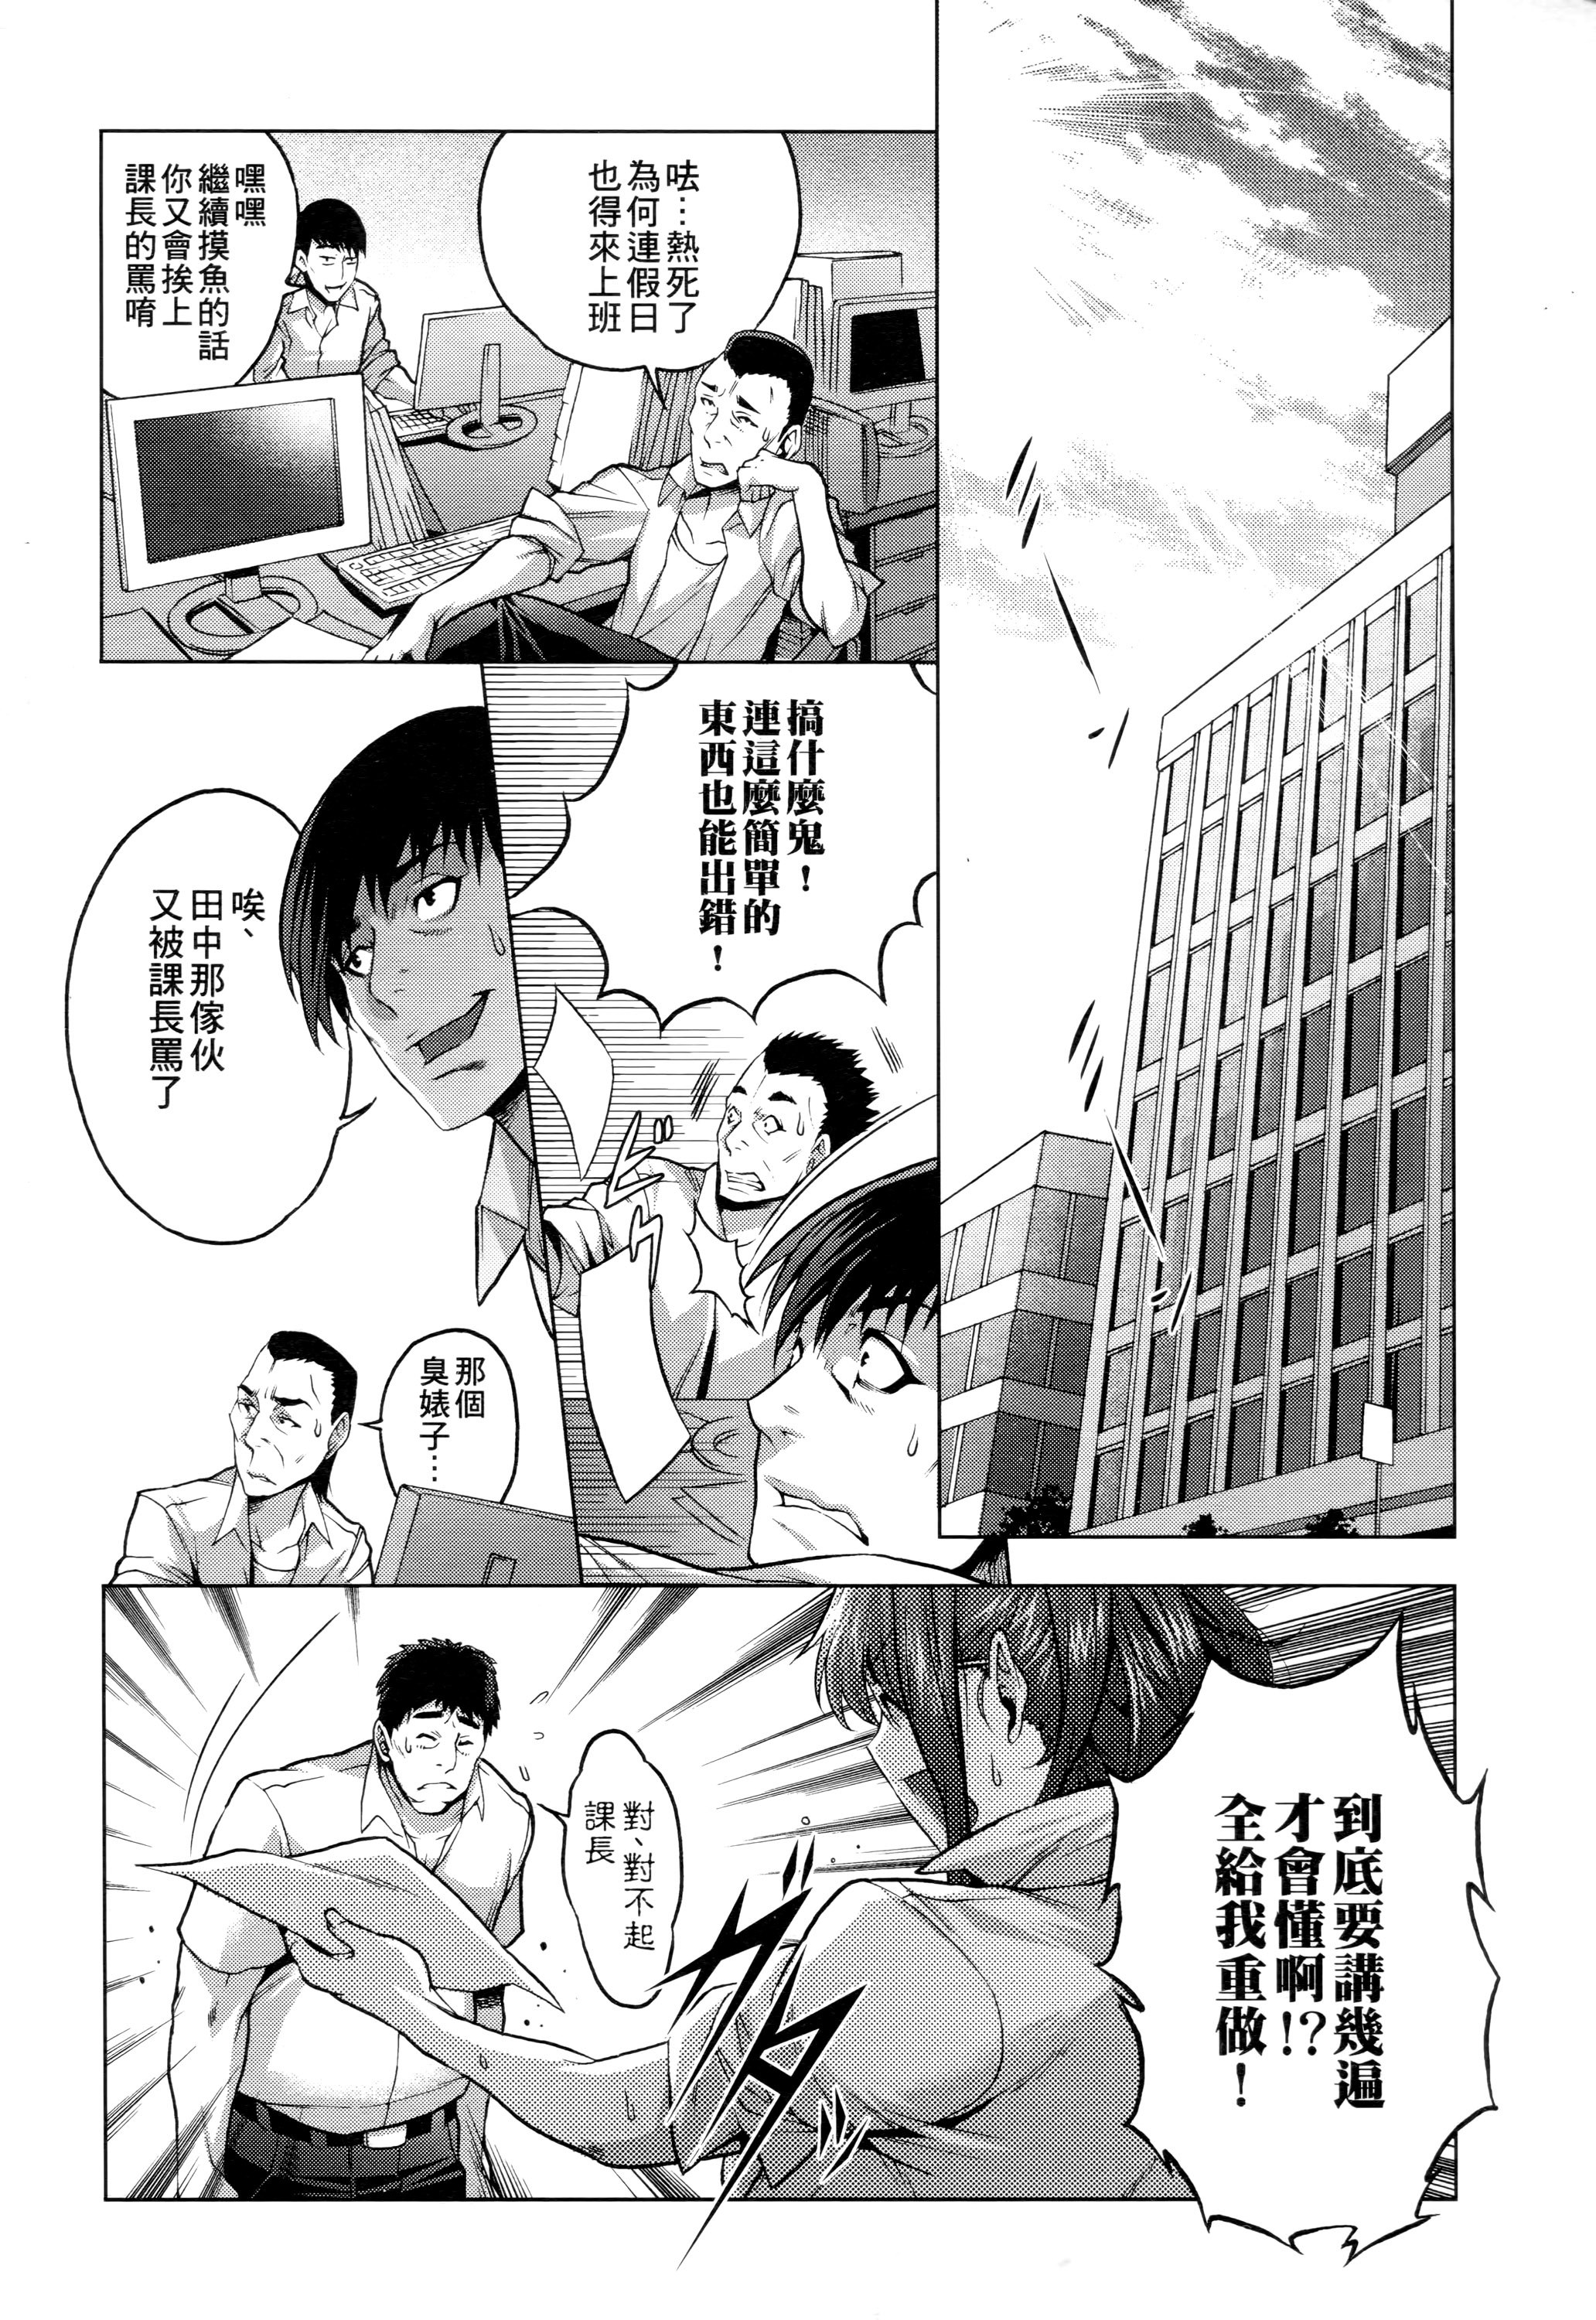 呿…熱死了
為何連假日
也得來上班
嘿嘿
繼續摸魚的話
你又會挨上
課長的罵唷
搞什麼鬼！
連這麼簡單的
東西也能出錯！
ビクッ
唉、
田中那傢伙
又被課長罵了
那個
臭婊子…
到底要講幾遍
才會懂啊!?
全給我重做！
對、對不起
課長